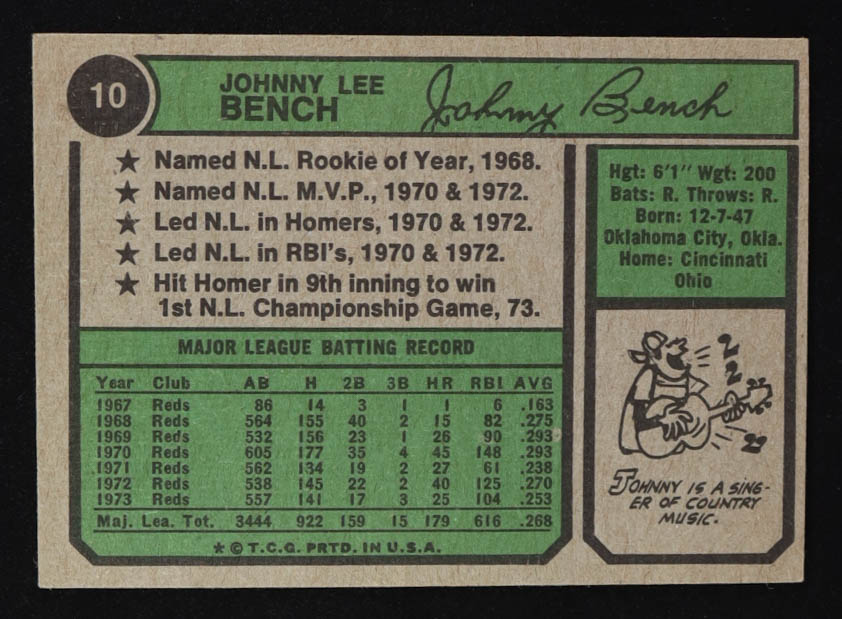 10
JOHNNY LEE
BENCH
Johnny Bench
★ Named N.L. Rookie of Year, 1968.
★ Named N.L. M.V.P., 1970 & 1972.
★ Led N.L. in Homers, 1970 & 1972.
★ Led N.L. in RBI's, 1970 & 1972.
★ Hit Homer in 9th inning to win
1st N.L. Championship Game, 73.
Hgt: 6'1" Wgt: 200
Bats: R. Throws: R.
Born: 12-7-47
Oklahoma City, Okla.
Home: Cincinnati
Ohio
MAJOR LEAGUE BATTING RECORD
Year Club AB H 2B 3B HR RBI AVG
1967 Reds 86 14 3 1 1 6 .163
1968 Reds 564 155 40 2 15 82 .275
1969 Reds 532 156 23 1 26 90 .293
1970 Reds 605 177 35 4 45 148 .293
1971 Reds 562 134 19 2 27 61 .238
1972 Reds 538 145 22 2 40 125 .270
1973 Reds 557 141 17 3 25 104 .253
Maj. Lea. Tot. 3444 922 159 15 179 616 .268
★ © T.C.G. PRTD. IN U.S.A.
JOHNNY IS A SING-
ER OF COUNTRY
MUSIC.